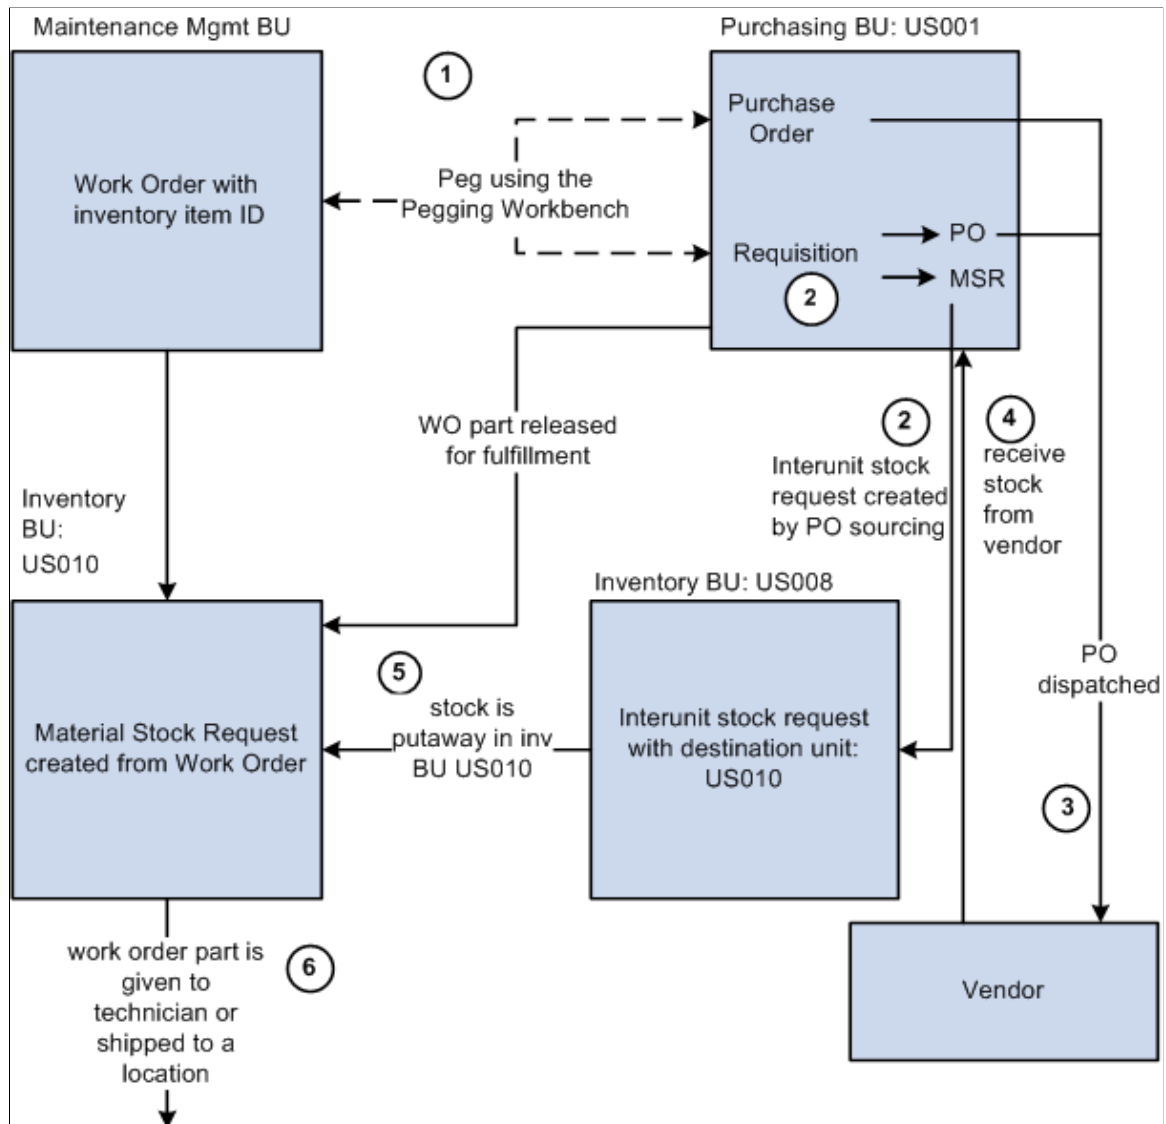 Maintenance Mgmt BU
Purchasing BU: US001
1
Purchase
Order
Work Order with
inventory item ID
Peg using the
Pegging Workbench
Requisition
PO
MSR
2
WO part released
for fulfillment
2
Interunit stock
request created
by PO sourcing
4
receive
stock
from
vendor
Inventory
BU:
US010
Inventory BU: US008
5
stock is
putaway in inv
BU US010
Material Stock Request
created from Work Order
Interunit stock request
with destination unit:
US010
PO
dispatched
3
work order part is
given to
technician or
shipped to a
location
6
Vendor